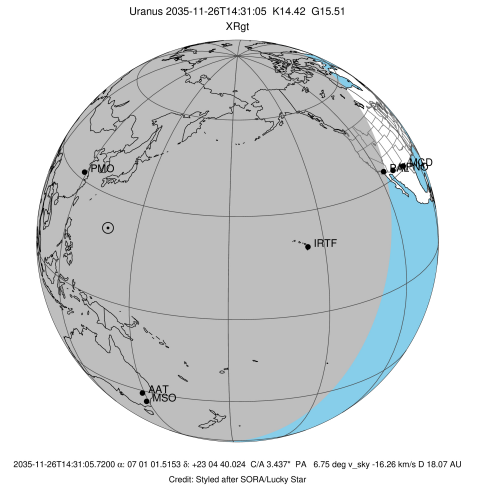 Uranus 2035-11-26T14:31:05 K14.42 G15.51
XRgt
PMO
MGD
IRTF
AAT
MSO
2035-11-26T14:31:05.7200 α: 07 01 01.5153 δ: +23 04 40.024 C/A 3.437" PA 6.75 deg v_sky -16.26 km/s D 18.07 AU
Credit: Styled after SORA/Lucky Star